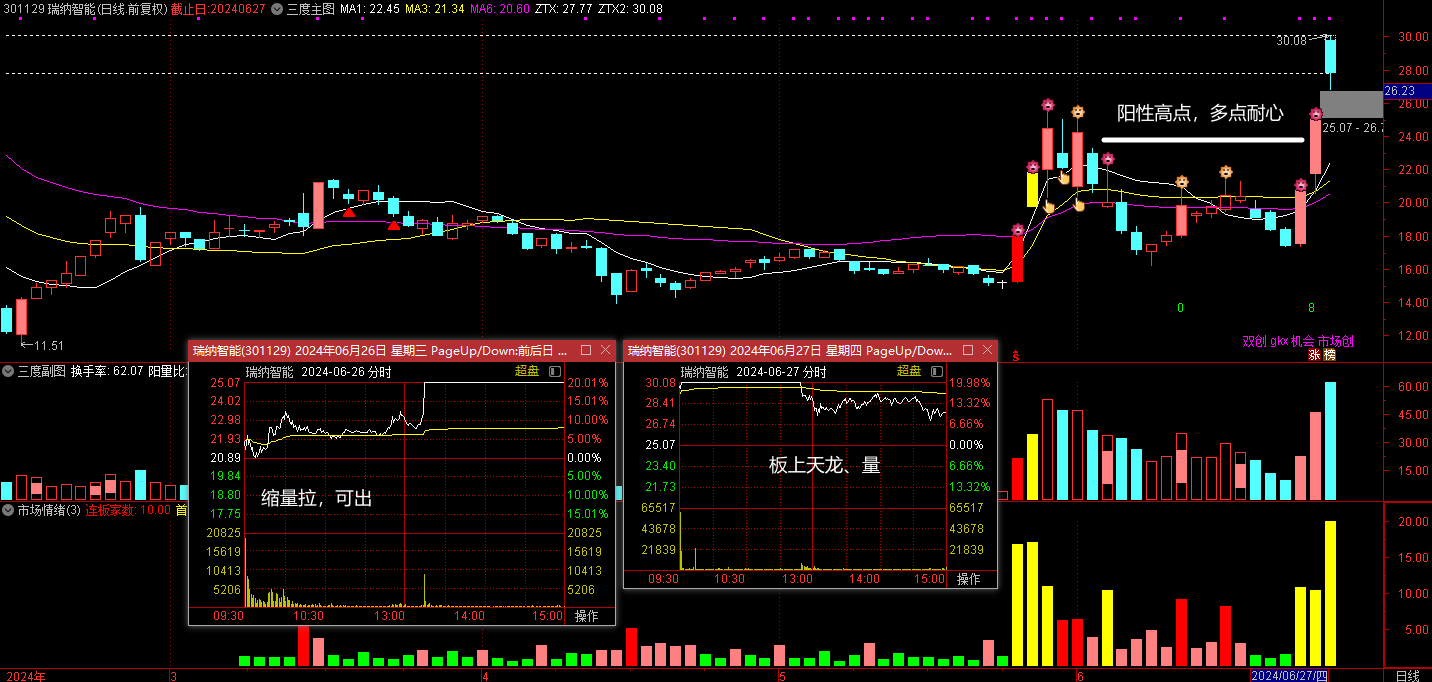 301129 瑞纳智能(日线.前复权) 截止日:20240627 三度主图 MA1: 22.45 MA3: 21.34 MA6: 20.60 ZTX: 27.77 ZTX2: 30.08
30.00
28.00
26.23
26.00
24.00
22.00
20.00
18.00
16.00
14.00
12.00
30.08
25.07 - 26.7
阳性高点，多点耐心
0
8
11.51
双创 gkx机会 市场创
涨 榜
$
三度副图 换手率: 62.07 阳量比:
60.00
45.00
30.00
15.00
市场情绪(3) 连板家数: 10.00 首
20.00
15.00
10.00
5.00
瑞纳智能(301129) 2024年06月26日 星期三 PageUp/Down:前后日 ...
瑞纳智能 2024-06-26 分时 超盘
25.07 20.01%
24.02 15.01%
22.98 10.00%
21.93 5.00%
20.89 0.00%
19.84 5.00%
18.80 10.00%
17.75 15.01%
20825 20825
15619 15619
10413 10413
5206 5206
缩量拉，可出
09:30 10:30 13:00 14:00 15:00 操作
瑞纳智能(301129) 2024年06月27日 星期四 PageUp/Dow...
瑞纳智能 2024-06-27 分时 超盘
30.08 19.98%
28.41 13.32%
26.74 6.66%
25.07 0.00%
23.40 6.66%
21.73 13.32%
65517 65517
43678 43678
21839 21839
板上天龙、量
09:30 10:30 13:00 14:00 15:00 操作
2024年 3 4 5 6 2024/06/27/四 日线